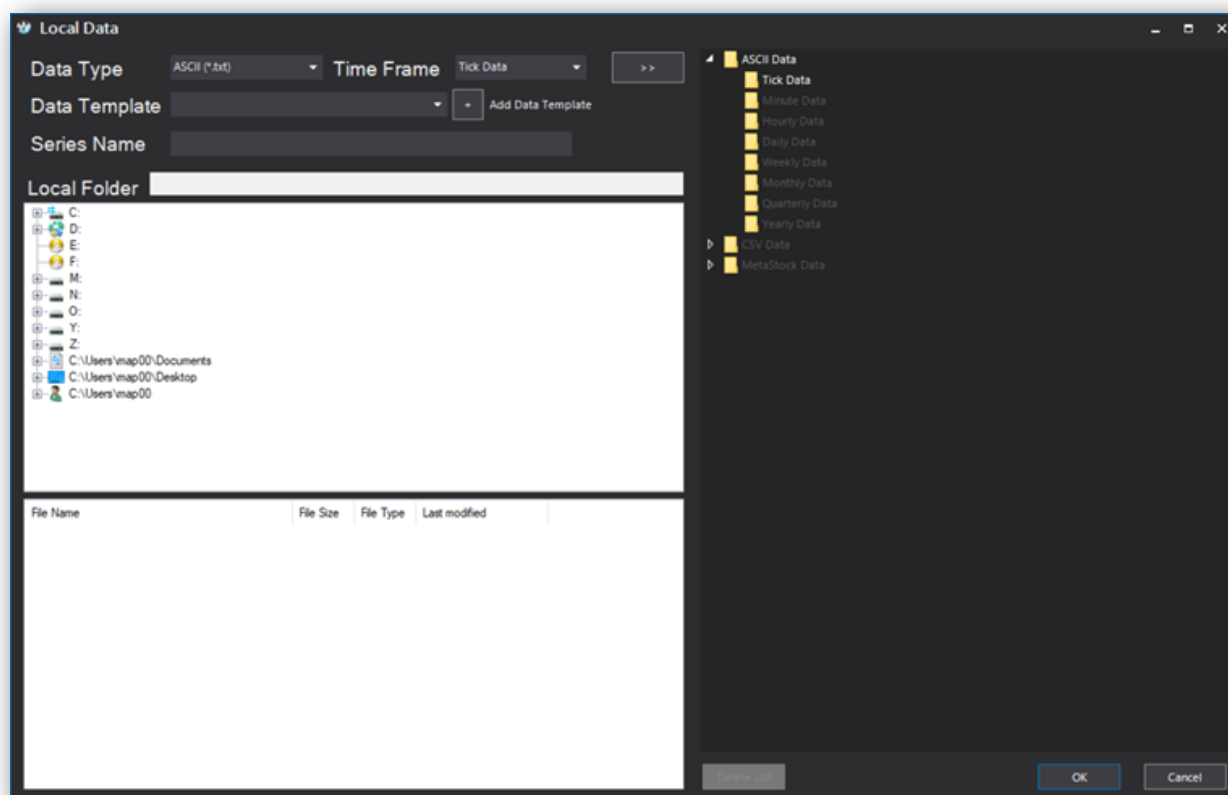 Local Data
Data Type ASCII (*.txt) Time Frame Tick Data >>
Data Template + Add Data Template
Series Name
Local Folder
C:
D:
E:
F:
M:
N:
O:
Y:
Z:
C:\Users\map00\Documents
C:\Users\map00\Desktop
C:\Users\map00
File Name File Size File Type Last modified
ASCII Data
Tick Data
Minute Data
Hourly Data
Daily Data
Weekly Data
Monthly Data
Quarterly Data
Yearly Data
CSV Data
MetaStock Data
Delete List OK Cancel